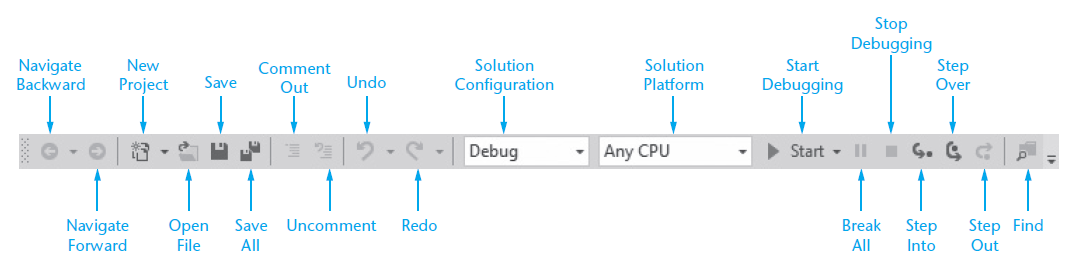 Stop
Debugging
Navigate
Backward
New
Project
Save
Comment
Out
Undo
Solution
Configuration
Solution
Platform
Start
Debugging
Step
Over
Debug
Any CPU
Start
Navigate
Forward
Open
File
Save
All
Uncomment
Redo
Break
All
Step
Into
Step
Out
Find